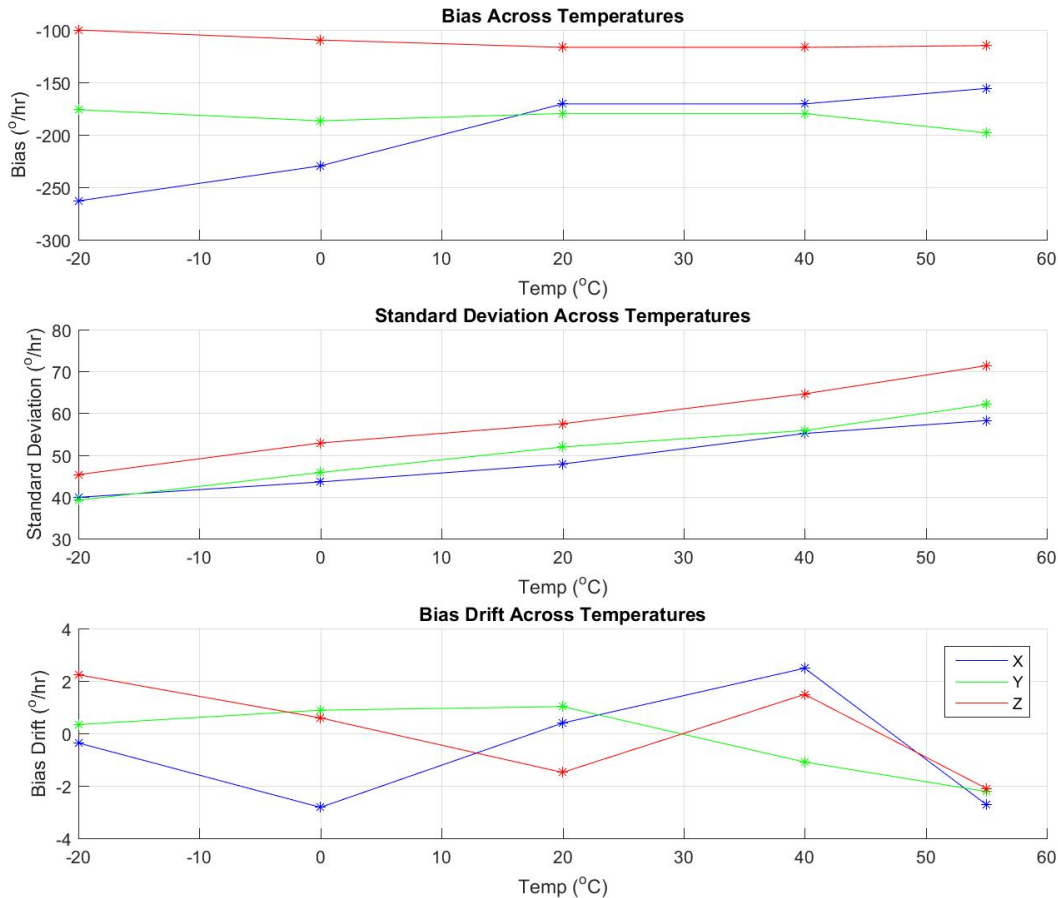 Bias Across Temperatures
-100
-150
-200
-250
-300
Bias (°/hr)
-20 -10 0 10 20 30 40 50 60
Temp (°C)
Standard Deviation Across Temperatures
80
70
60
50
40
30
Standard Deviation (°/hr)
-20 -10 0 10 20 30 40 50 60
Temp (°C)
Bias Drift Across Temperatures
4
2
0
-2
-4
Bias Drift (°/hr)
X
Y
Z
-20 -10 0 10 20 30 40 50 60
Temp (°C)